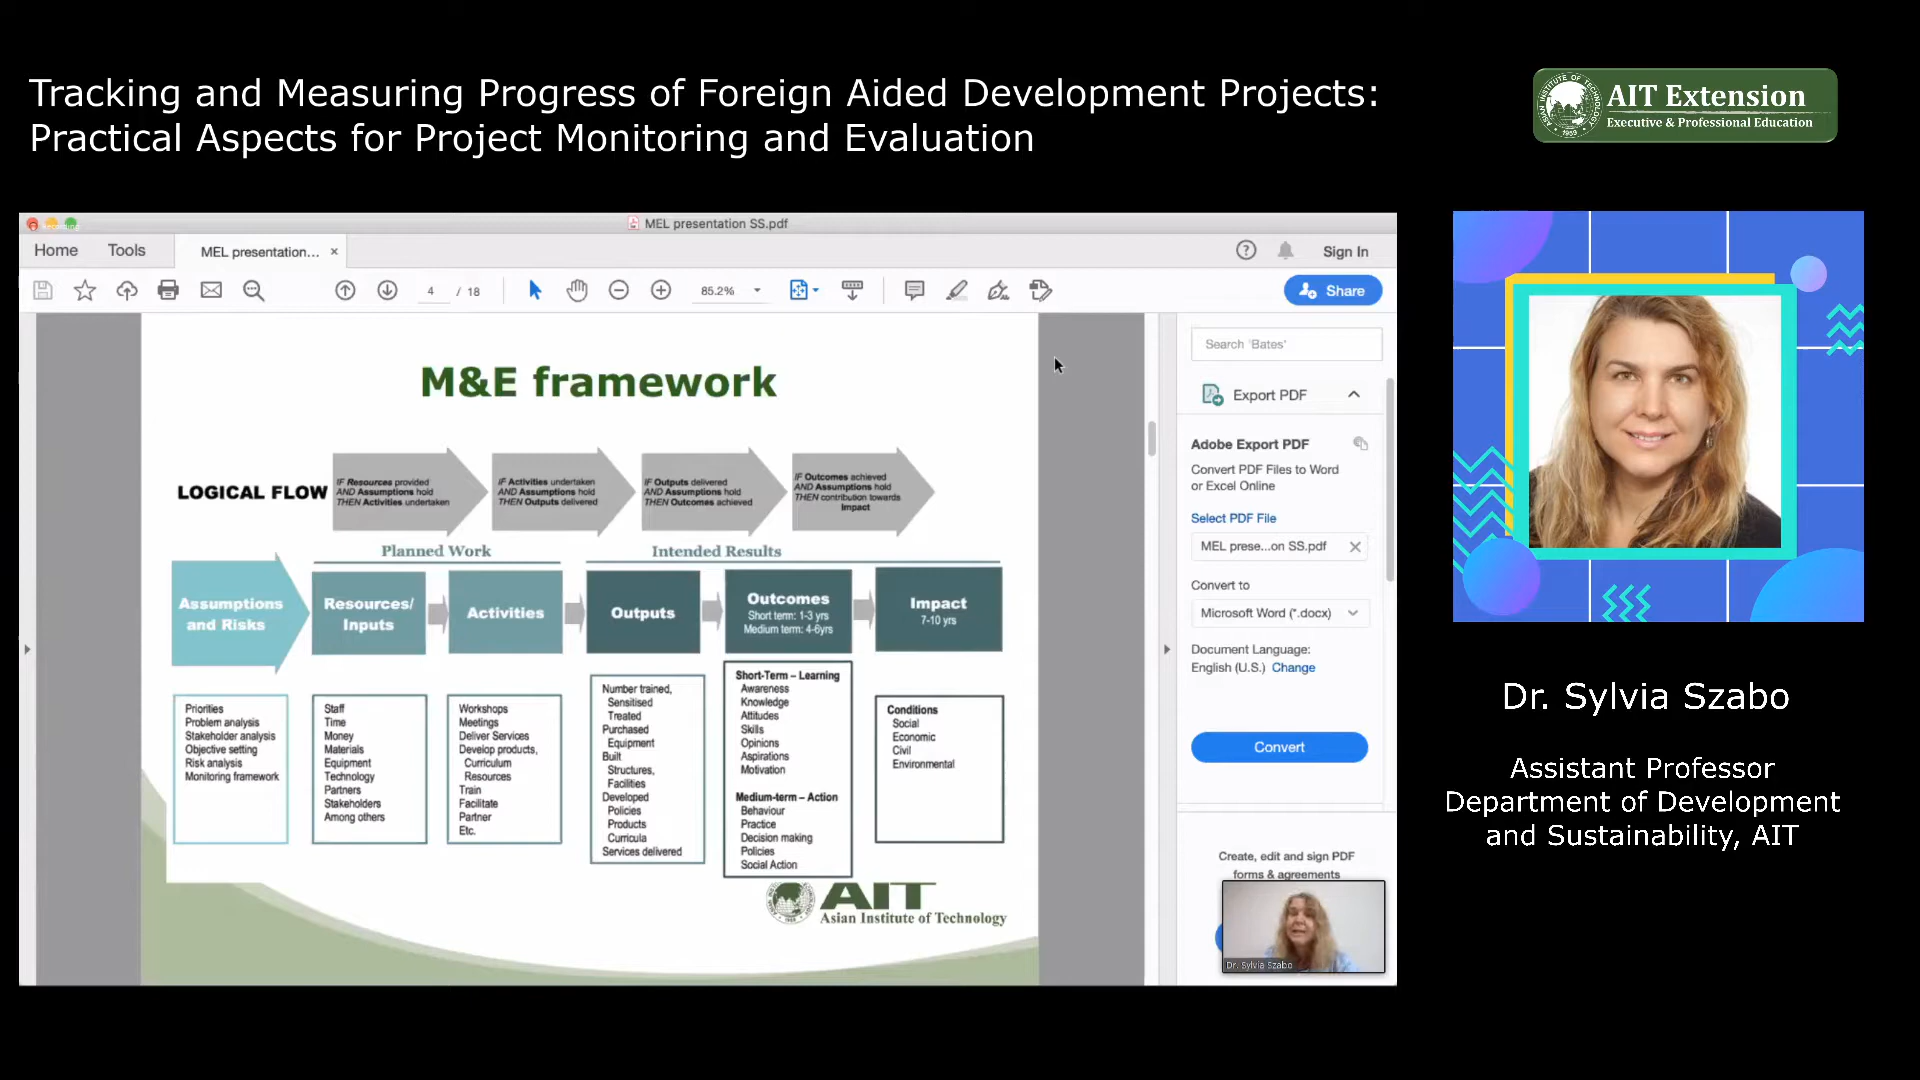 Tracking and Measuring Progress of Foreign Aided Development Projects:
Practical Aspects for Project Monitoring and Evaluation
AIT Extension
Executive & Professional Education
ASIAN INSTITUTE OF TECHNOLOGY
1959
MEL presentation SS.pdf
Home
Tools
MEL presentation...
Sign In
4 / 18
85.2%
Share
M&E framework
LOGICAL FLOW
IF Resources provided
AND Assumptions hold
THEN Activities undertaken
IF Activities undertaken
AND Assumptions hold
THEN Outputs delivered
IF Outputs delivered
AND Assumptions hold
THEN Outcomes achieved
IF Outcomes achieved
AND Assumptions hold
THEN contribution towards
Impact
Planned Work
Intended Results
Assumptions
and Risks
Resources/
Inputs
Activities
Outputs
Outcomes
Short term: 1-3 yrs
Medium term: 4-6yrs
Impact
7-10 yrs
Priorities
Problem analysis
Stakeholder analysis
Objective setting
Risk analysis
Monitoring framework
Staff
Time
Money
Materials
Equipment
Technology
Partners
Stakeholders
Among others
Workshops
Meetings
Deliver Services
Develop products,
Curriculum
Resources
Train
Facilitate
Partner
Etc.
Number trained,
Sensitised
Treated
Purchased
Equipment
Built
Structures,
Facilities
Developed
Policies
Products
Curricula
Services delivered
Short-Term – Learning
Awareness
Knowledge
Attitudes
Skills
Opinions
Aspirations
Motivation
Medium-term – Action
Behaviour
Practice
Decision making
Policies
Social Action
Conditions
Social
Economic
Civil
Environmental
AIT
Asian Institute of Technology
Search 'Bates'
Export PDF
Adobe Export PDF
Convert PDF Files to Word
or Excel Online
Select PDF File
MEL prese...on SS.pdf
Convert to
Microsoft Word (*.docx)
Document Language:
English (U.S.) Change
Convert
Create, edit and sign PDF
forms & agreements
Dr. Sylvia Szabo
Dr. Sylvia Szabo
Assistant Professor
Department of Development
and Sustainability, AIT